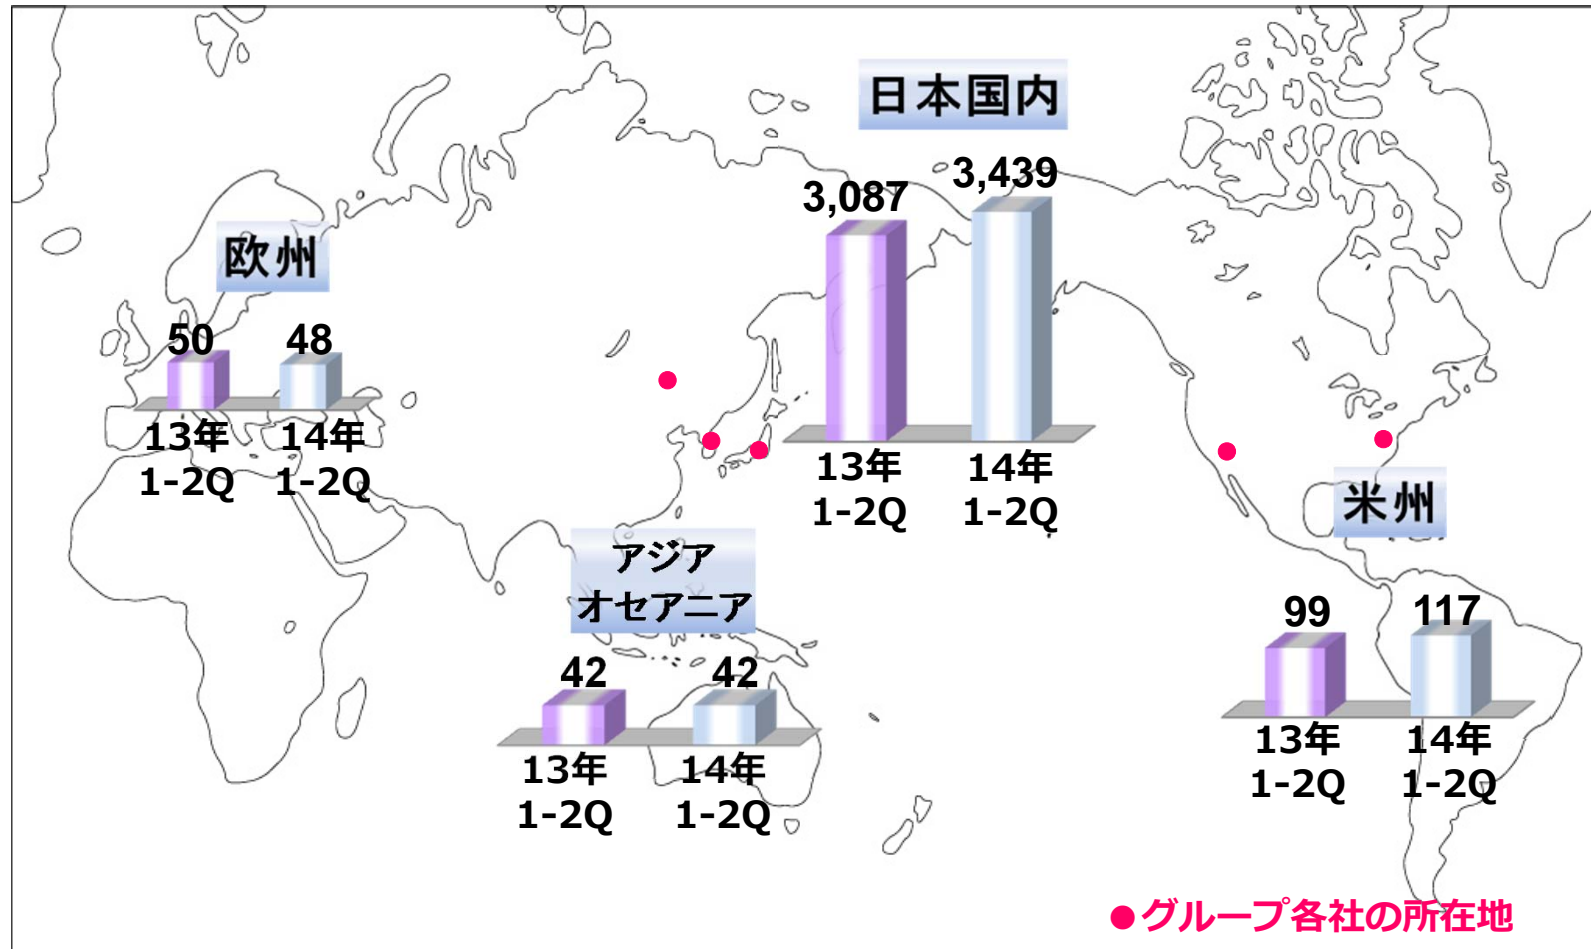 日本国内
3,087
3,439
13年
1-2Q
14年
1-2Q
欧州
50
48
13年
1-2Q
14年
1-2Q
アジア
オセアニア
42
42
13年
1-2Q
14年
1-2Q
米州
99
117
13年
1-2Q
14年
1-2Q
●グループ各社の所在地